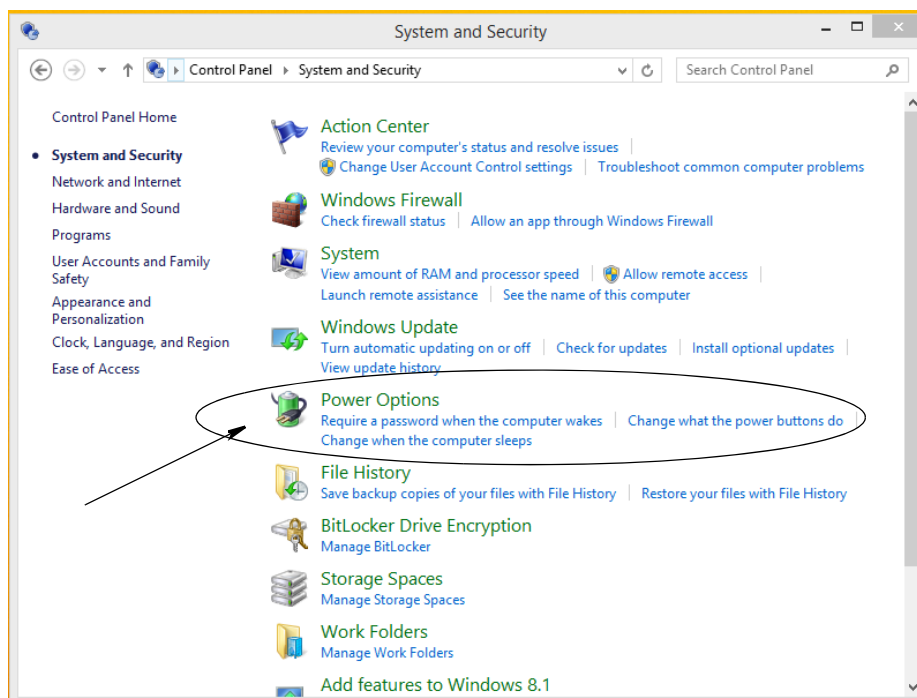 System and Security
Control Panel System and Security
Search Control Panel
Control Panel Home
System and Security
Network and Internet
Hardware and Sound
Programs
User Accounts and Family
Safety
Appearance and
Personalization
Clock, Language, and Region
Ease of Access
Action Center
Review your computer's status and resolve issues
Change User Account Control settings Troubleshoot common computer problems
Windows Firewall
Check firewall status Allow an app through Windows Firewall
System
View amount of RAM and processor speed Allow remote access
Launch remote assistance See the name of this computer
Windows Update
Turn automatic updating on or off Check for updates Install optional updates
View update history
Power Options
Require a password when the computer wakes Change what the power buttons do
Change when the computer sleeps
File History
Save backup copies of your files with File History Restore your files with File History
BitLocker Drive Encryption
Manage BitLocker
Storage Spaces
Manage Storage Spaces
Work Folders
Manage Work Folders
Add features to Windows 8.1